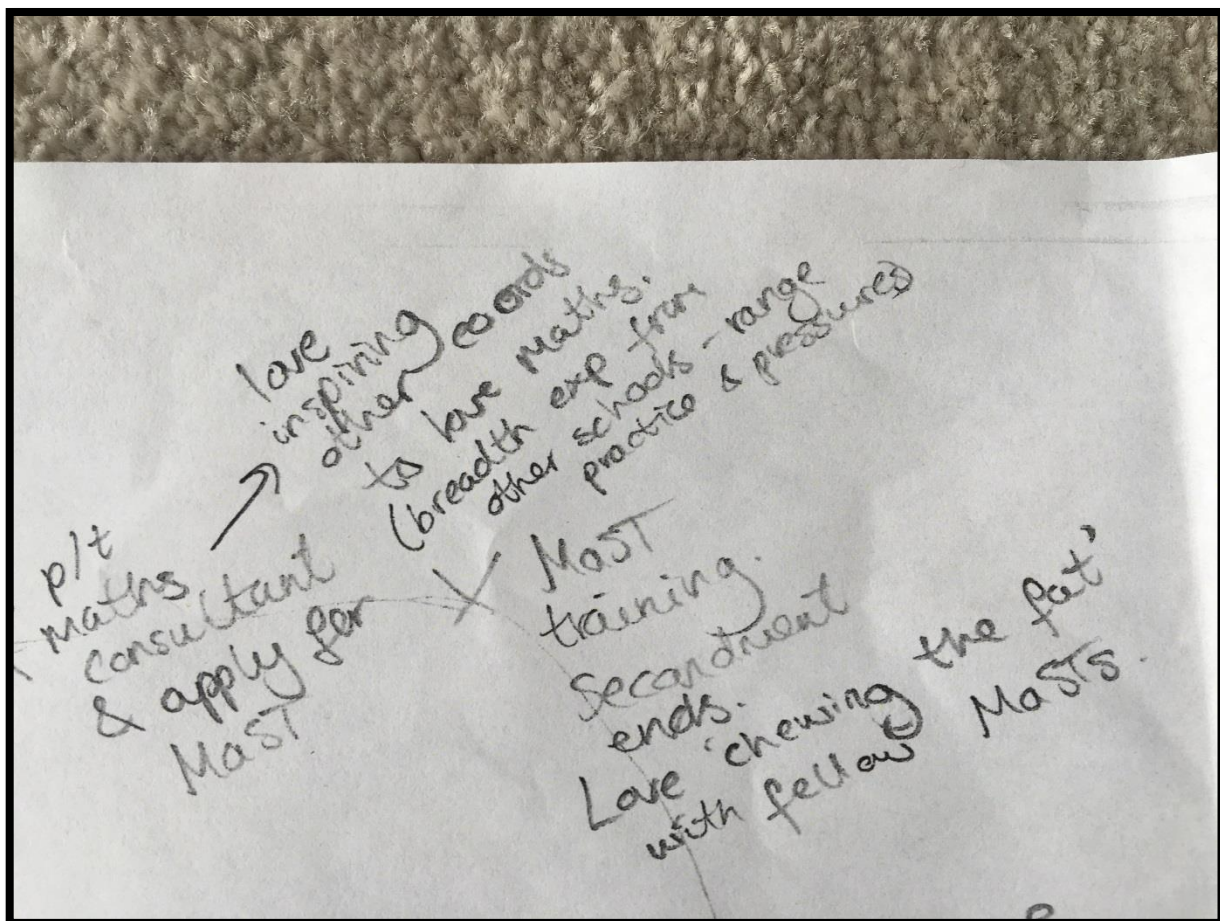 p/t
maths
consultant
& apply for
MaST
love
inspiring
other coords
to love maths.
(breadth exp from
other schools - range
practice & pressures)
MaST
training.
Secondment
ends.
Love 'chewing the fat'
with fellow MaSTs.